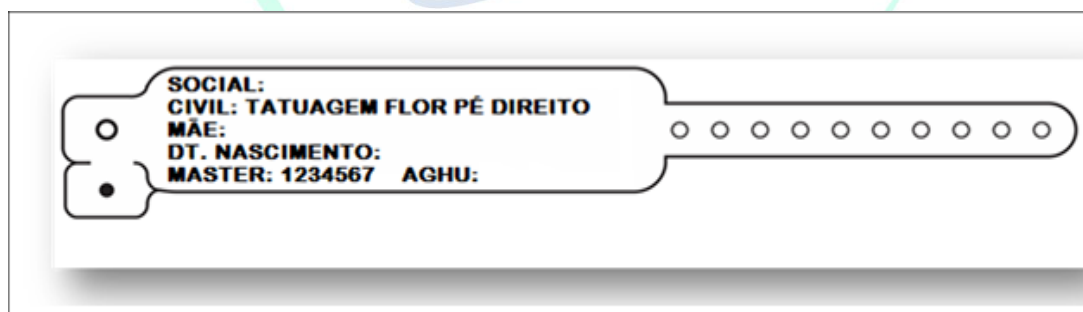 SOCIAL:
CIVIL: TATUAGEM FLOR PÉ DIREITO
MÃE:
DT. NASCIMENTO:
MASTER: 1234567 AGHU: